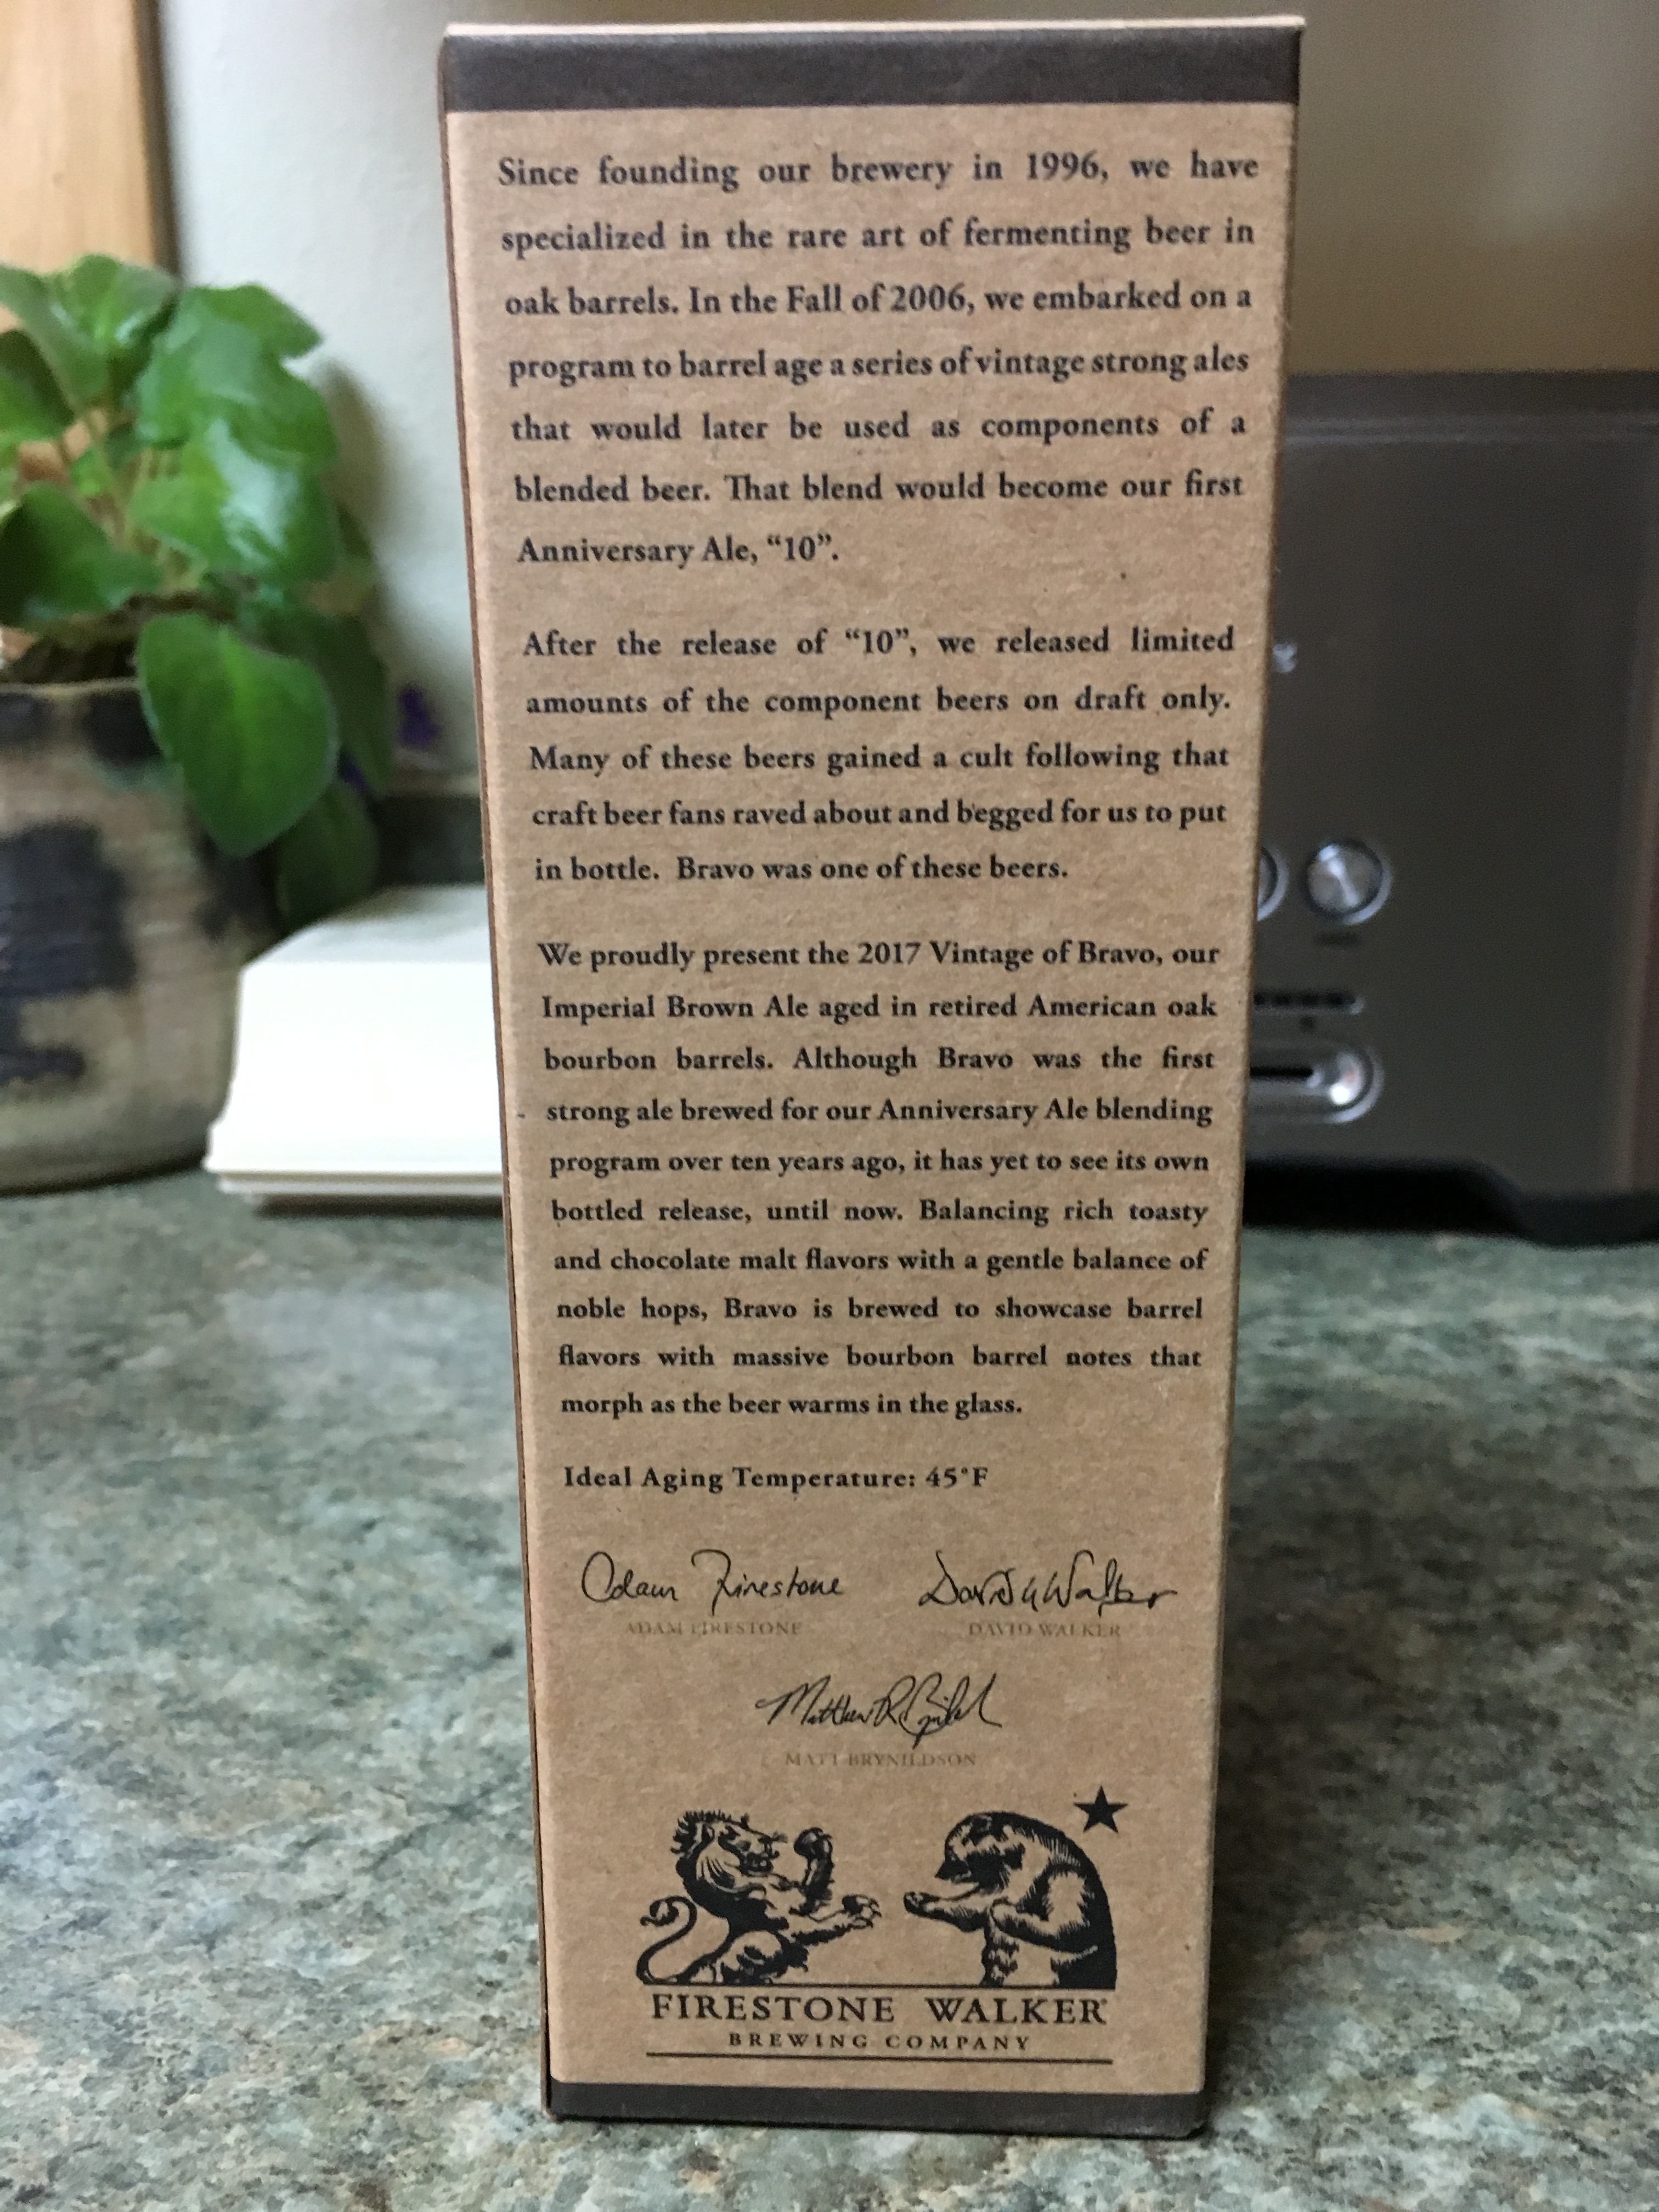 Since founding our brewery in 1996, we have
specialized in the rare art of fermenting beer in
oak barrels. In the Fall of 2006, we embarked on a
program to barrel age a series of vintage strong ales
that would later be used as components of a
blended beer. That blend would become our first
Anniversary Ale, “10”.
After the release of “10”, we released limited
amounts of the component beers on draft only.
Many of these beers gained a cult following that
craft beer fans raved about and begged for us to put
in bottle. Bravo was one of these beers.
We proudly present the 2017 Vintage of Bravo, our
Imperial Brown Ale aged in retired American oak
bourbon barrels. Although Bravo was the first
strong ale brewed for our Anniversary Ale blending
program over ten years ago, it has yet to see its own
bottled release, until now. Balancing rich toasty
and chocolate malt flavors with a gentle balance of
noble hops, Bravo is brewed to showcase barrel
flavors with massive bourbon barrel notes that
morph as the beer warms in the glass.
Ideal Aging Temperature: 45°F
Adam Firestone David Walker
ADAM FIRESTONE DAVID WALKER
Matthew R
MATT BRYNILDSON
FIRESTONE WALKER®
BREWING COMPANY